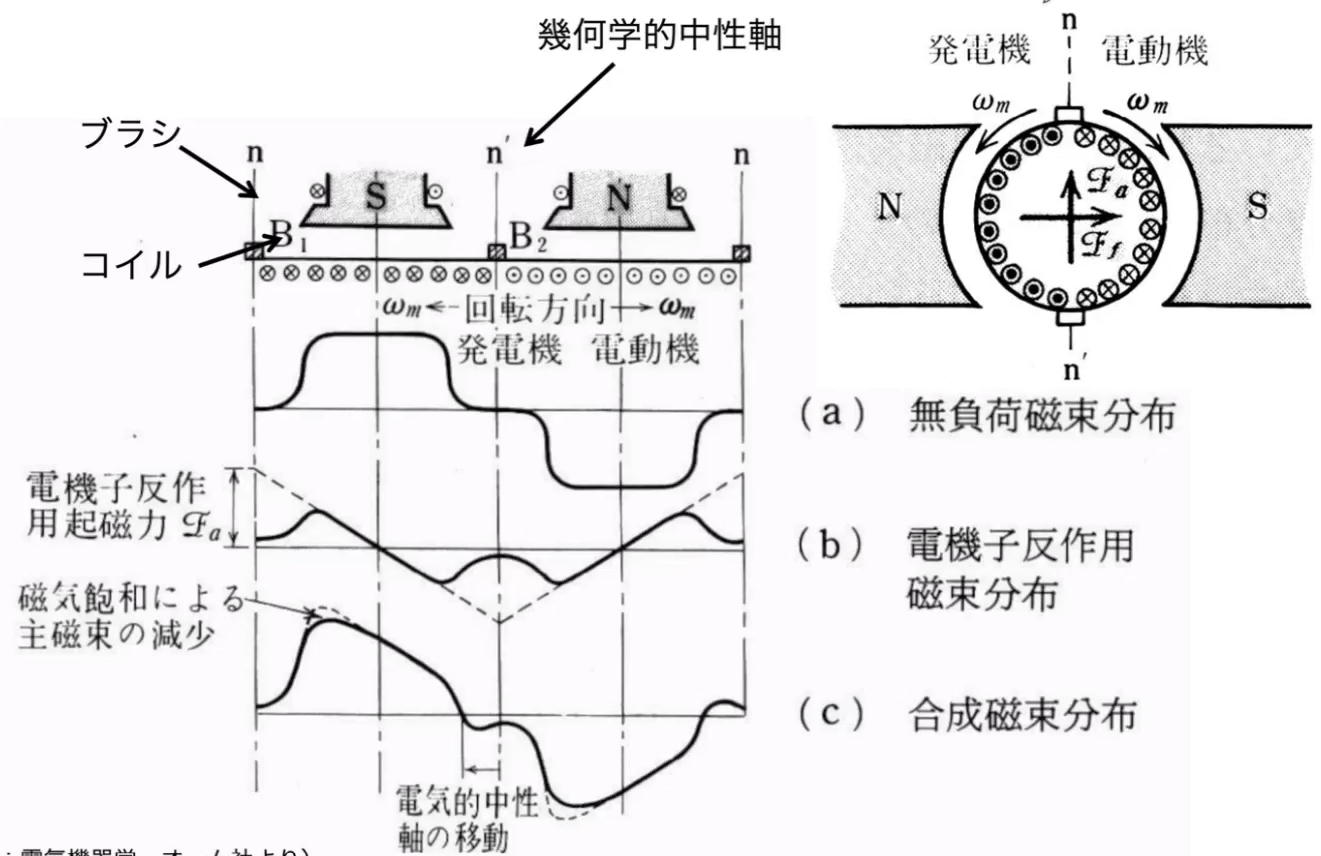 幾何学的中性軸
ブラシ
n
n′
n
S
N
B₁
B₂
コイル
ωm
回転方向
ωm
発電機
電動機
n
発電機
電動機
ωm
ωm
N
ℱa
ℱf
S
n′
(a) 無負荷磁束分布
電機子反作
用起磁力 ℱa
(b) 電機子反作用
磁束分布
磁気飽和による
主磁束の減少
(c) 合成磁束分布
電気的中性
軸の移動